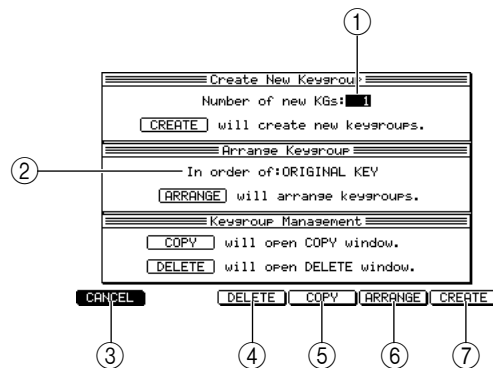 ①
Create New Keygroup
Number of new KGs: 1
CREATE will create new keygroups.
Arrange Keygroup
② In order of:ORIGINAL KEY
ARRANGE will arrange keygroups.
Keygroup Management
COPY will open COPY window.
DELETE will open DELETE window.
CANCEL DELETE COPY ARRANGE CREATE
③ ④ ⑤ ⑥ ⑦